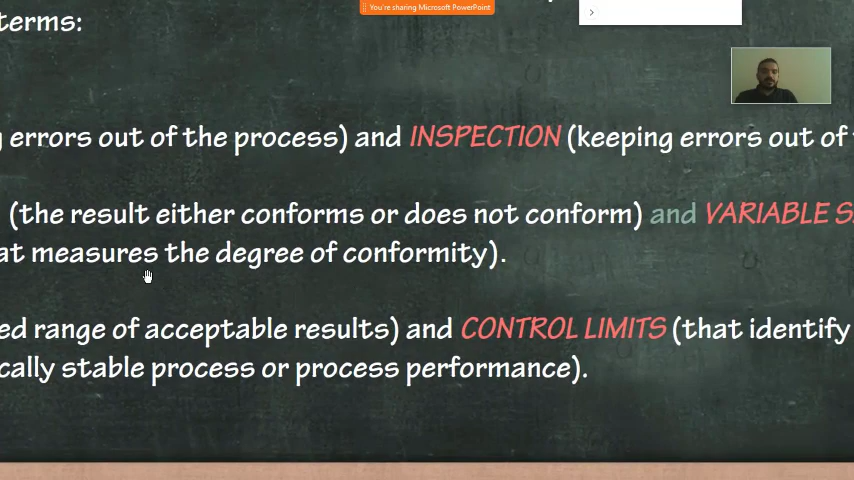 You're sharing Microsoft PowerPoint
terms:
errors out of the process) and INSPECTION (keeping errors out of
(the result either conforms or does not conform) and VARIABLE
at measures the degree of conformity).
ed range of acceptable results) and CONTROL LIMITS (that identify
cally stable process or process performance).